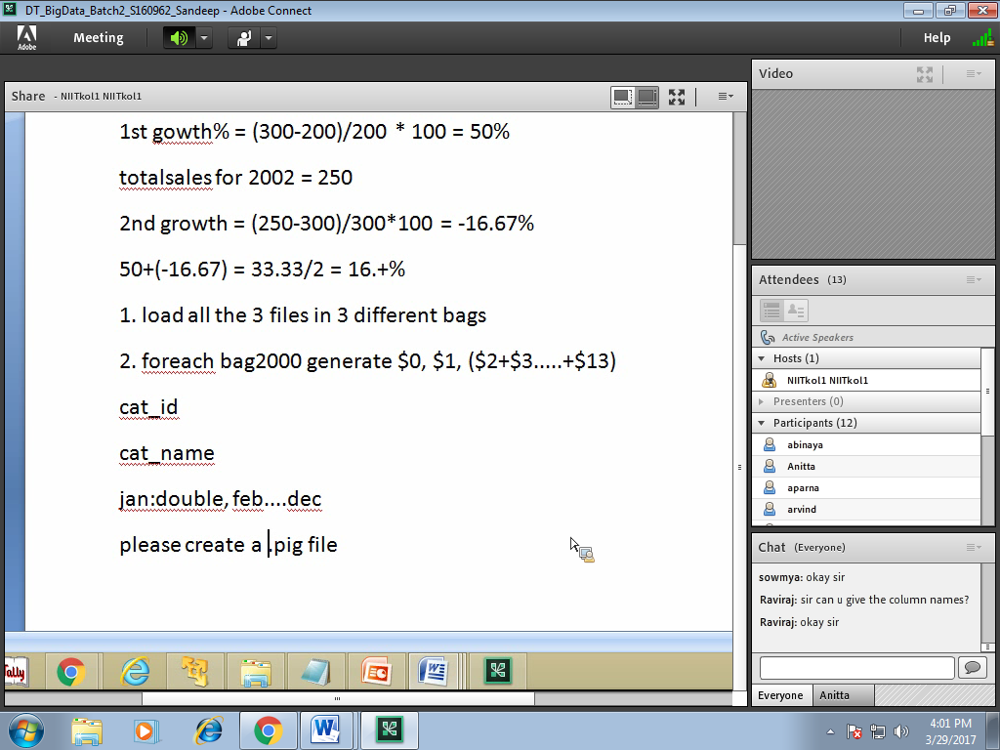 DT_BigData_Batch2_S160962_Sandeep - Adobe Connect
Adobe
Meeting
Help
Share - NIITkol1 NIITkol1
1st gowth% = (300-200)/200 * 100 = 50%
totalsales for 2002 = 250
2nd growth = (250-300)/300*100 = -16.67%
50+(-16.67) = 33.33/2 = 16.+%
1. load all the 3 files in 3 different bags
2. foreach bag2000 generate $0, $1, ($2+$3.....+$13)
cat_id
cat_name
jan:double, feb....dec
please create a .pig file
Video
Attendees (13)
Active Speakers
Hosts (1)
NIITkol1 NIITkol1
Presenters (0)
Participants (12)
abinaya
Anitta
aparna
arvind
Chat (Everyone)
sowmya: okay sir
Raviraj: sir can u give the column names?
Raviraj: okay sir
Everyone
Anitta
4:01 PM
3/29/2017